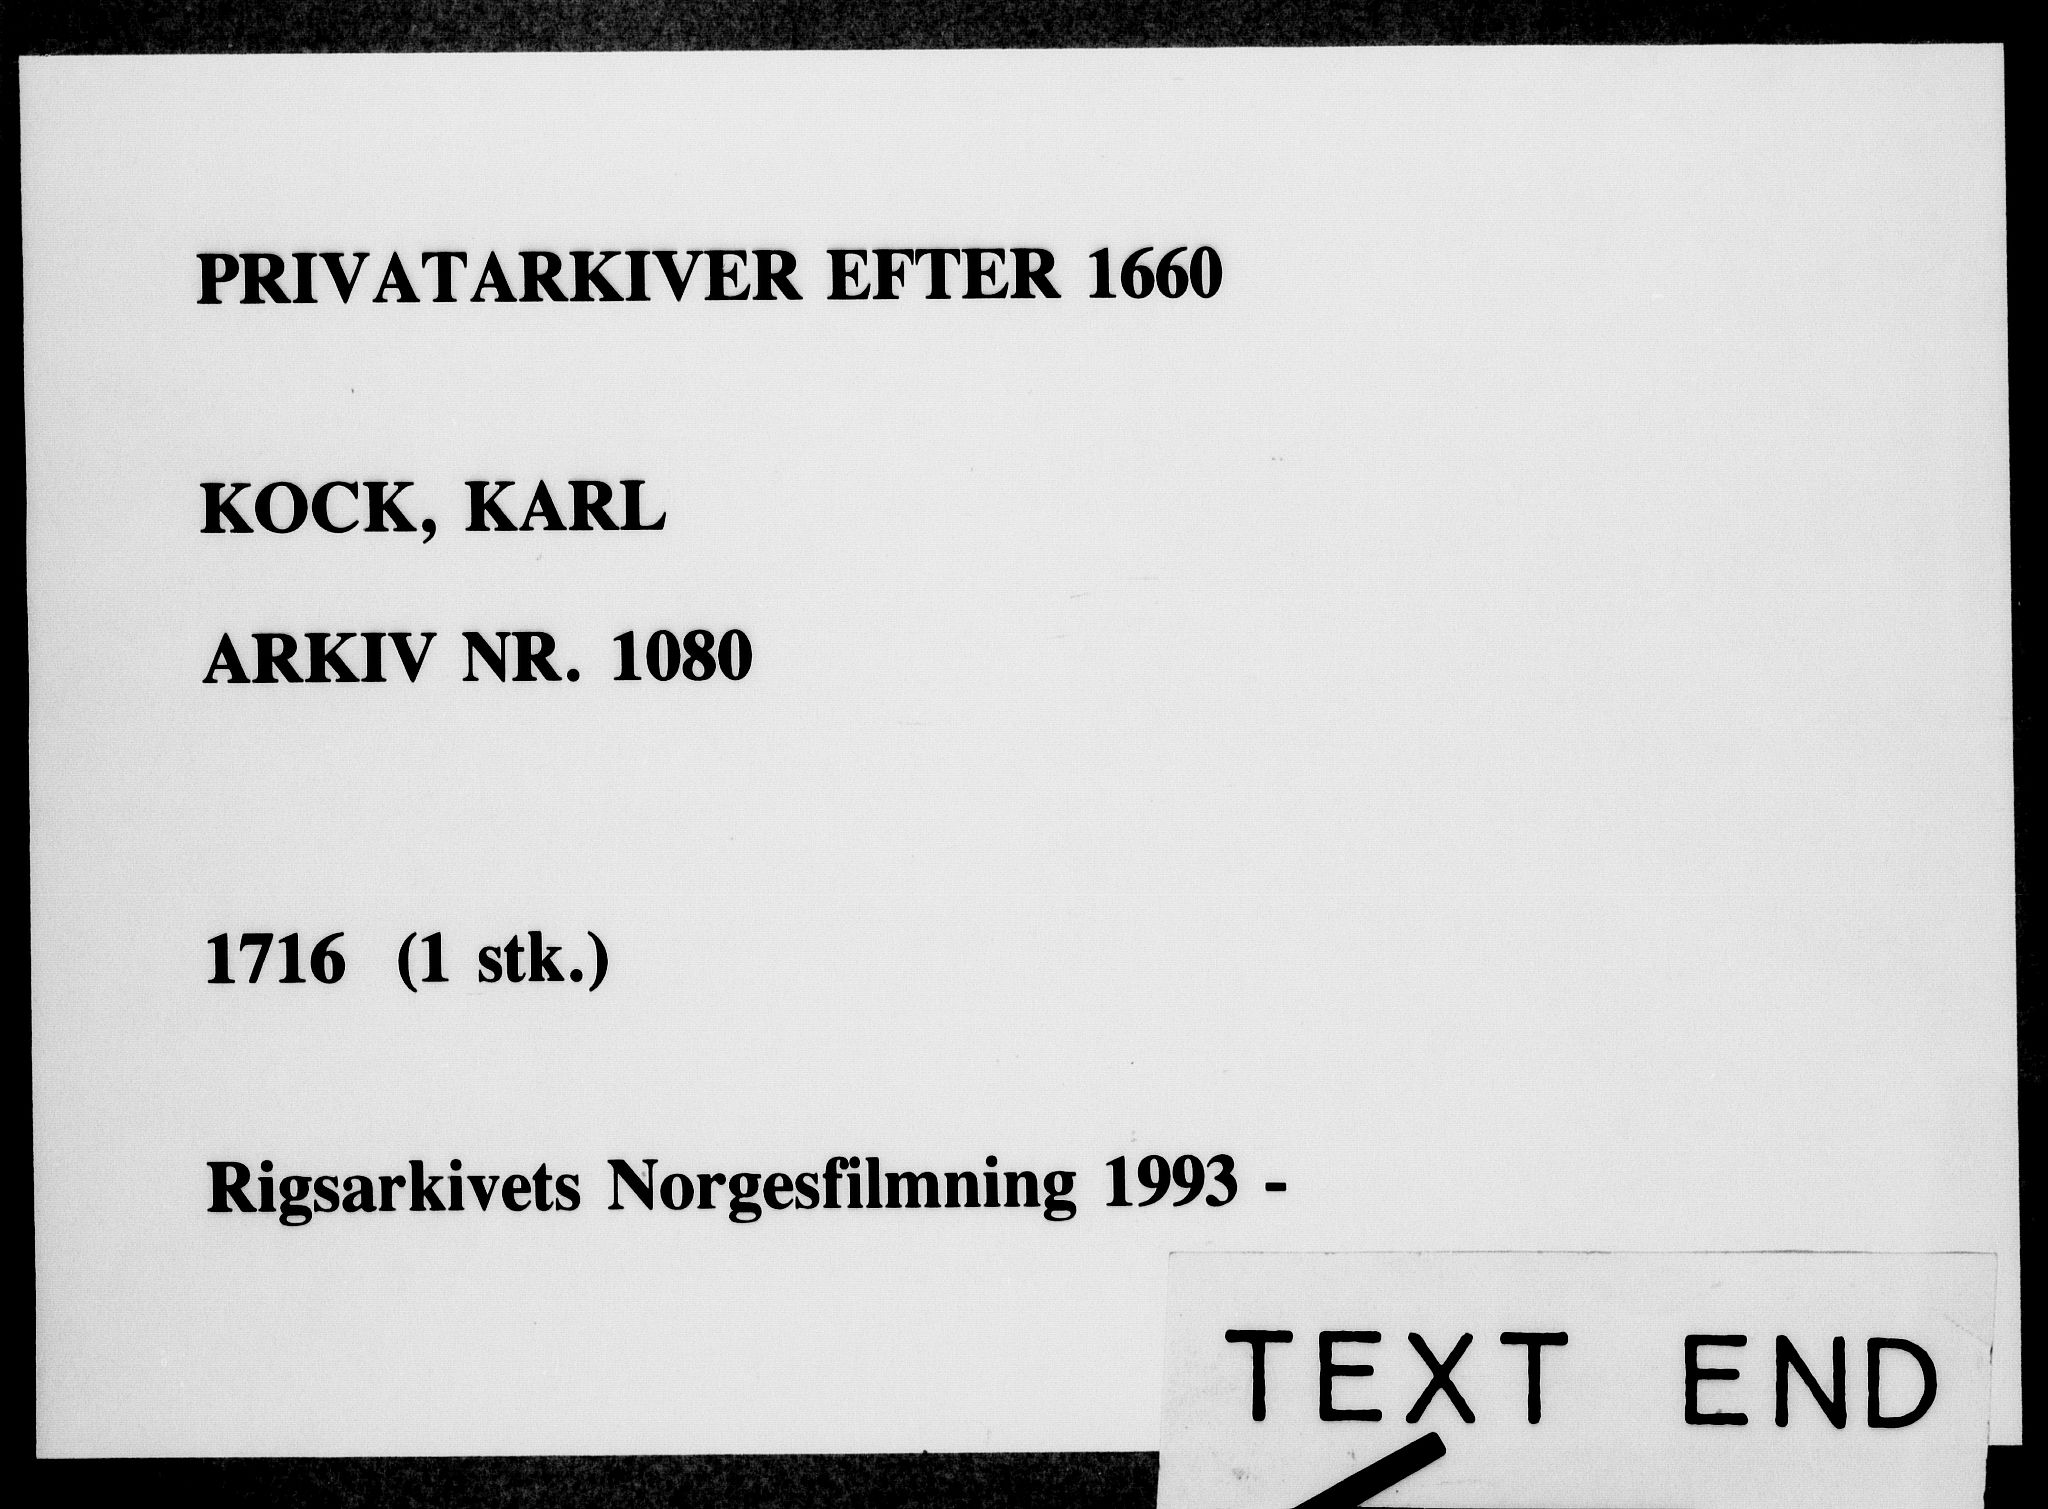 PRIVATARKIVER EFTER 1660
KOCK, KARL
ARKIV NR. 1080
1716 (1 stk.)
Rigsarkivets Norgesfilmning 1993 -
TEXT END